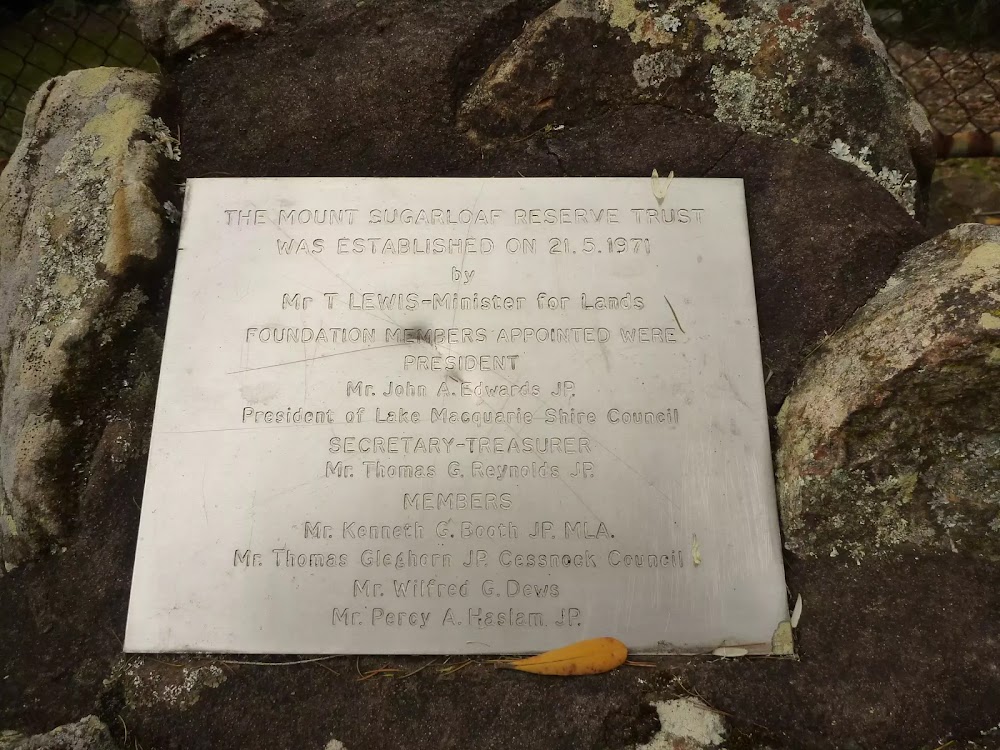 THE MOUNT SUGARLOAF RESERVE TRUST
WAS ESTABLISHED ON 21.5.1971
by
Mr T LEWIS-Minister for Lands
FOUNDATION MEMBERS APPOINTED WERE
PRESIDENT
Mr. John A. Edwards JP.
President of Lake Macquarie Shire Council
SECRETARY-TREASURER
Mr. Thomas G. Reynolds JP.
MEMBERS
Mr. Kenneth G. Booth JP. MLA.
Mr. Thomas Gleghorn JP. Cessnock Council
Mr. Wilfred G. Dews
Mr. Percy A. Haslam JP.